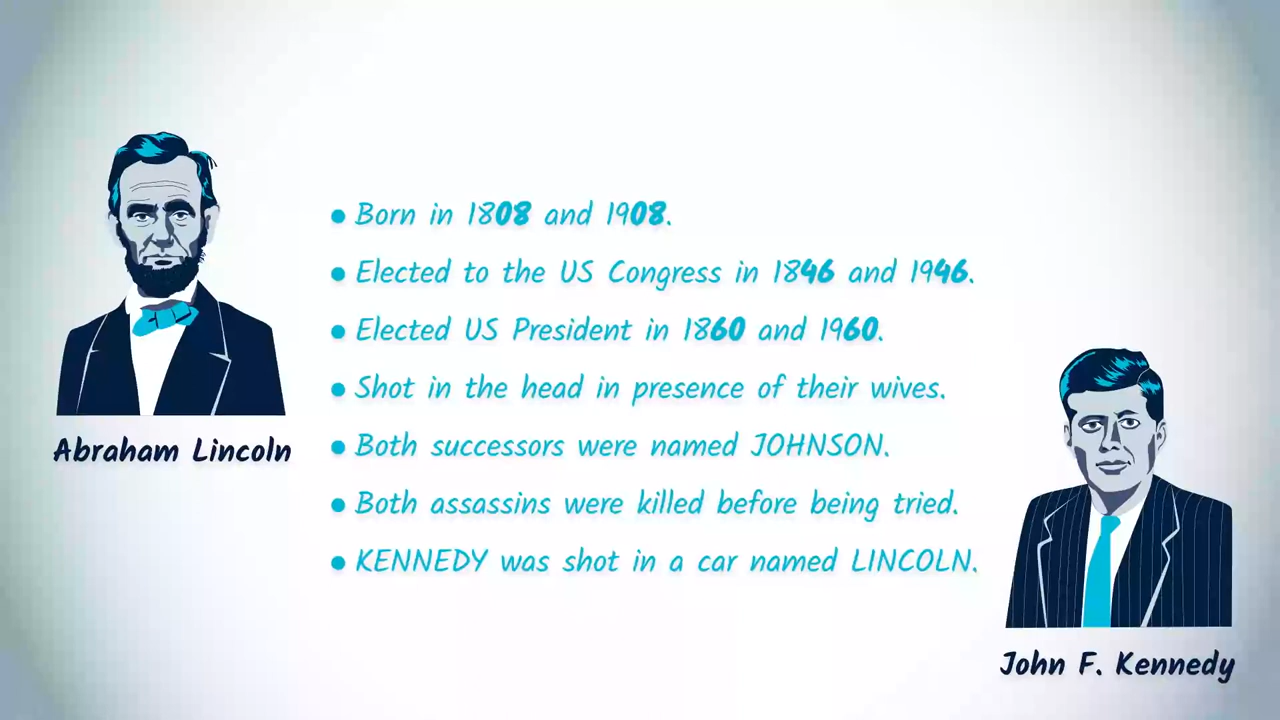 • Born in 1808 and 1908.
• Elected to the US Congress in 1846 and 1946.
• Elected US President in 1860 and 1960.
• Shot in the head in presence of their wives.
Abraham Lincoln
• Both successors were named JOHNSON.
• Both assassins were killed before being tried.
• KENNEDY was shot in a car named LINCOLN.
John F. Kennedy